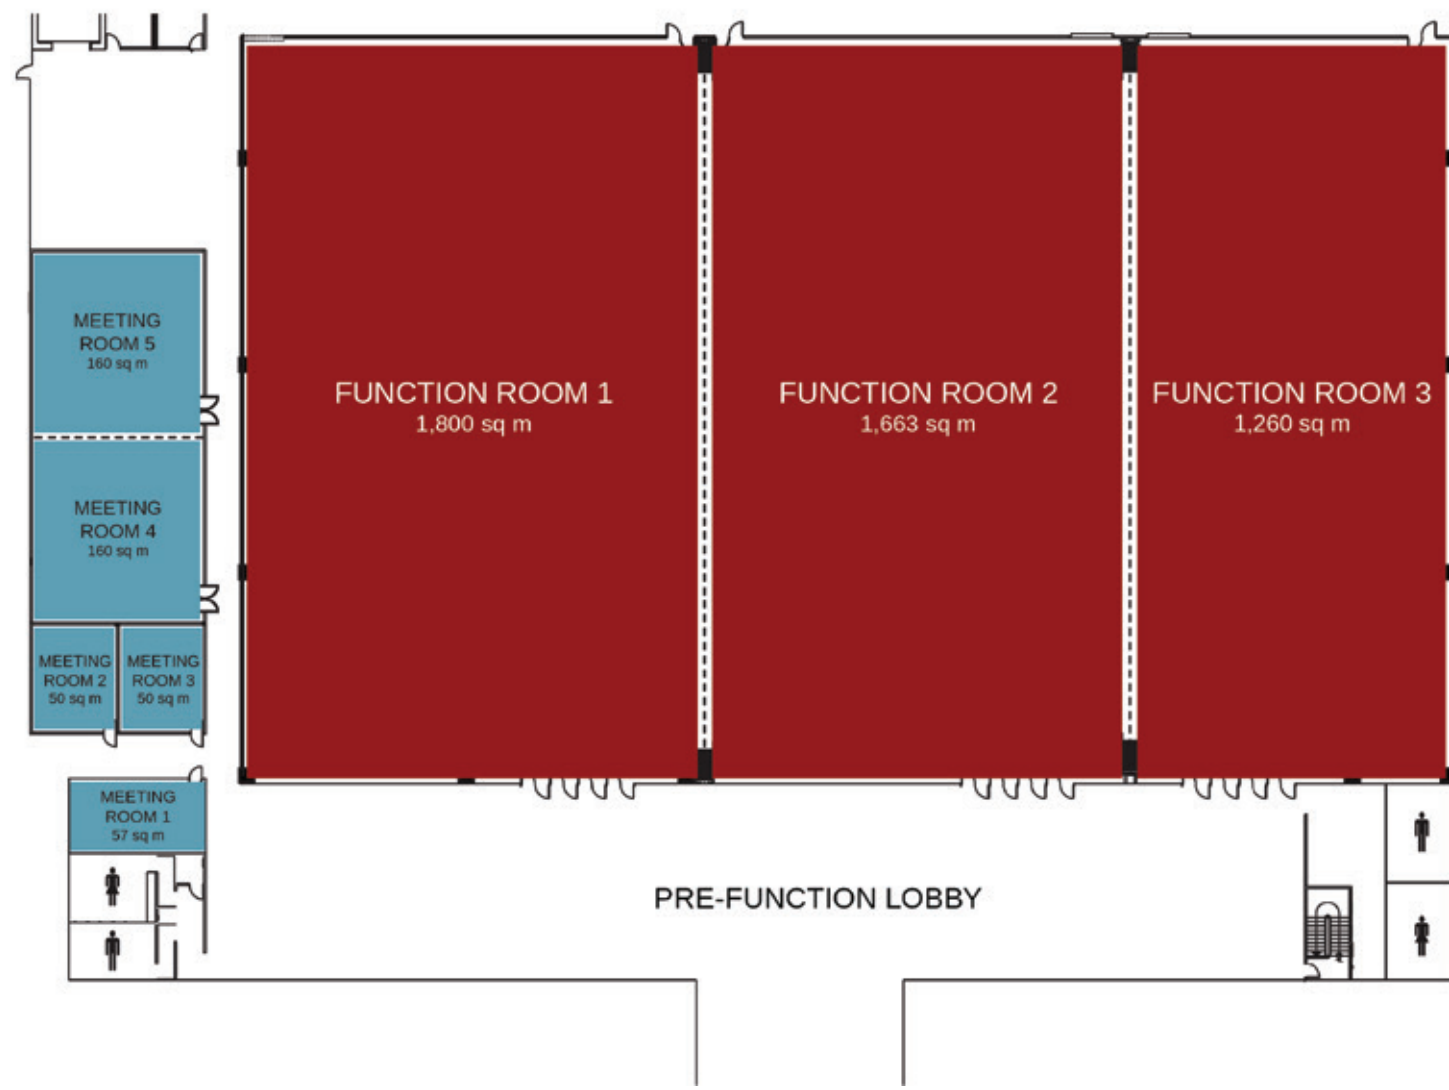 MEETING
ROOM 5
160 sq m
MEETING
ROOM 4
160 sq m
MEETING
ROOM 2
50 sq m
MEETING
ROOM 3
50 sq m
MEETING
ROOM 1
57 sq m
FUNCTION ROOM 1
1,800 sq m
FUNCTION ROOM 2
1,663 sq m
FUNCTION ROOM 3
1,260 sq m
PRE-FUNCTION LOBBY